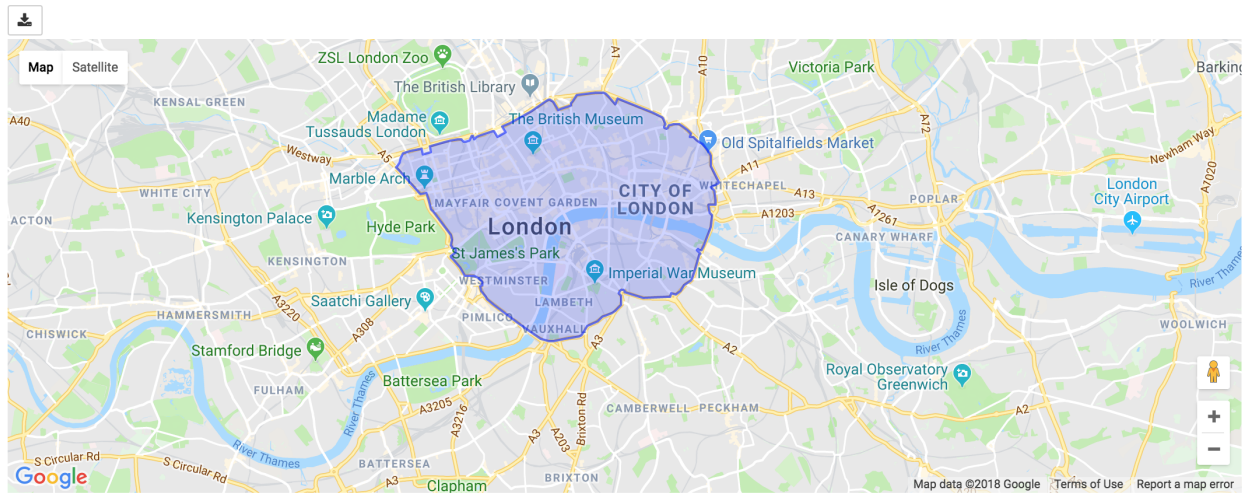 Map Satellite
ZSL London Zoo
A1
A10
Victoria Park
Barking
The British Library
KENSAL GREEN
A40
Madame
Tussauds London
The British Museum
A12
Old Spitalfields Market
Newham Way
Westway
A5
A11
Marble Arch
WHITE CITY
MAYFAIR
COVENT GARDEN
CITY OF
LONDON
WHITECHAPEL
A13
POPLAR
London
City Airport
A1020
ACTON
Kensington Palace
Hyde Park
London
A1203
A1261
CANARY WHARF
KENSINGTON
St James's Park
WESTMINSTER
Imperial War Museum
Isle of Dogs
River Thames
A3220
Saatchi Gallery
LAMBETH
HAMMERSMITH
A308
PIMLICO
VAUXHALL
CHISWICK
WOOLWICH
Stamford Bridge
A3
A2
River Thames
FULHAM
Battersea Park
Royal Observatory
Greenwich
River Thames
A3205
A3216
Brixton Rd
CAMBERWELL
PECKHAM
A2
A3
A203
S Circular Rd
S Circular Rd
River Thames
BATTERSEA
Clapham
BRIXTON
Google
Map data ©2018 Google Terms of Use Report a map error